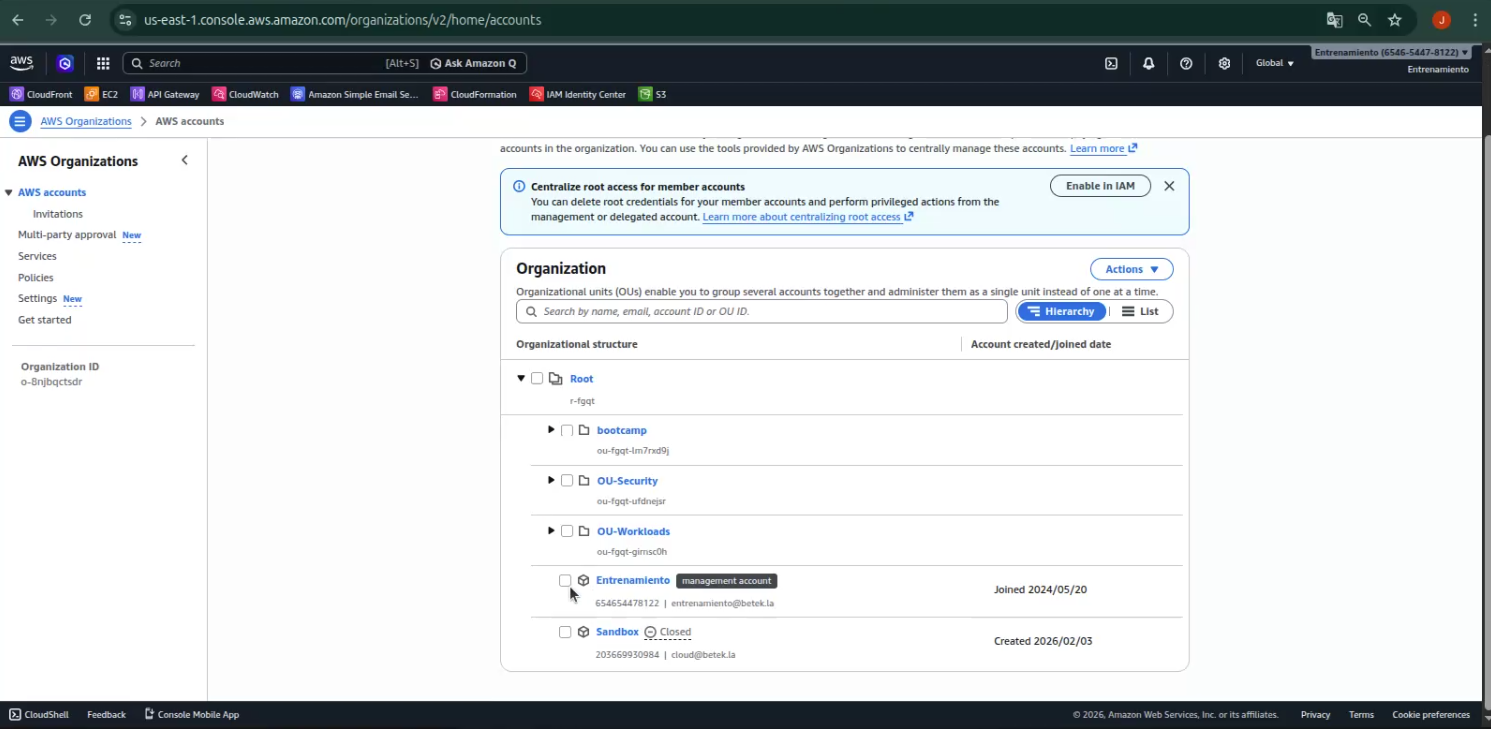 us-east-1.console.aws.amazon.com/organizations/v2/home/accounts
J
aws
Search [Alt+S] Ask Amazon Q
Global
Entrenamiento (6546-5447-8122)
Entrenamiento
CloudFront EC2 API Gateway CloudWatch Amazon Simple Email Se... CloudFormation IAM Identity Center S3
AWS Organizations > AWS accounts
AWS Organizations
AWS accounts
Invitations
Multi-party approval New
Services
Policies
Settings New
Get started
Organization ID
o-8njbqctsdr
accounts in the organization. You can use the tools provided by AWS Organizations to centrally manage these accounts. Learn more
Centralize root access for member accounts
You can delete root credentials for your member accounts and perform privileged actions from the
management or delegated account. Learn more about centralizing root access
Enable in IAM
Organization
Actions
Organizational units (OUs) enable you to group several accounts together and administer them as a single unit instead of one at a time.
Search by name, email, account ID or OU ID.
Hierarchy List
Organizational structure Account created/joined date
Root
r-fgqt
bootcamp
OU-Security
ou-fgqt-ufdnejsr
OU-Workloads
Entrenamiento management account
654654478122 | entrenamiento@betek.la
Joined 2024/05/20
Sandbox Closed
203669930984 | cloud@betek.la
Created 2026/02/03
CloudShell Feedback Console Mobile App
© 2026, Amazon Web Services, Inc. or its affiliates. Privacy Terms Cookie preferences